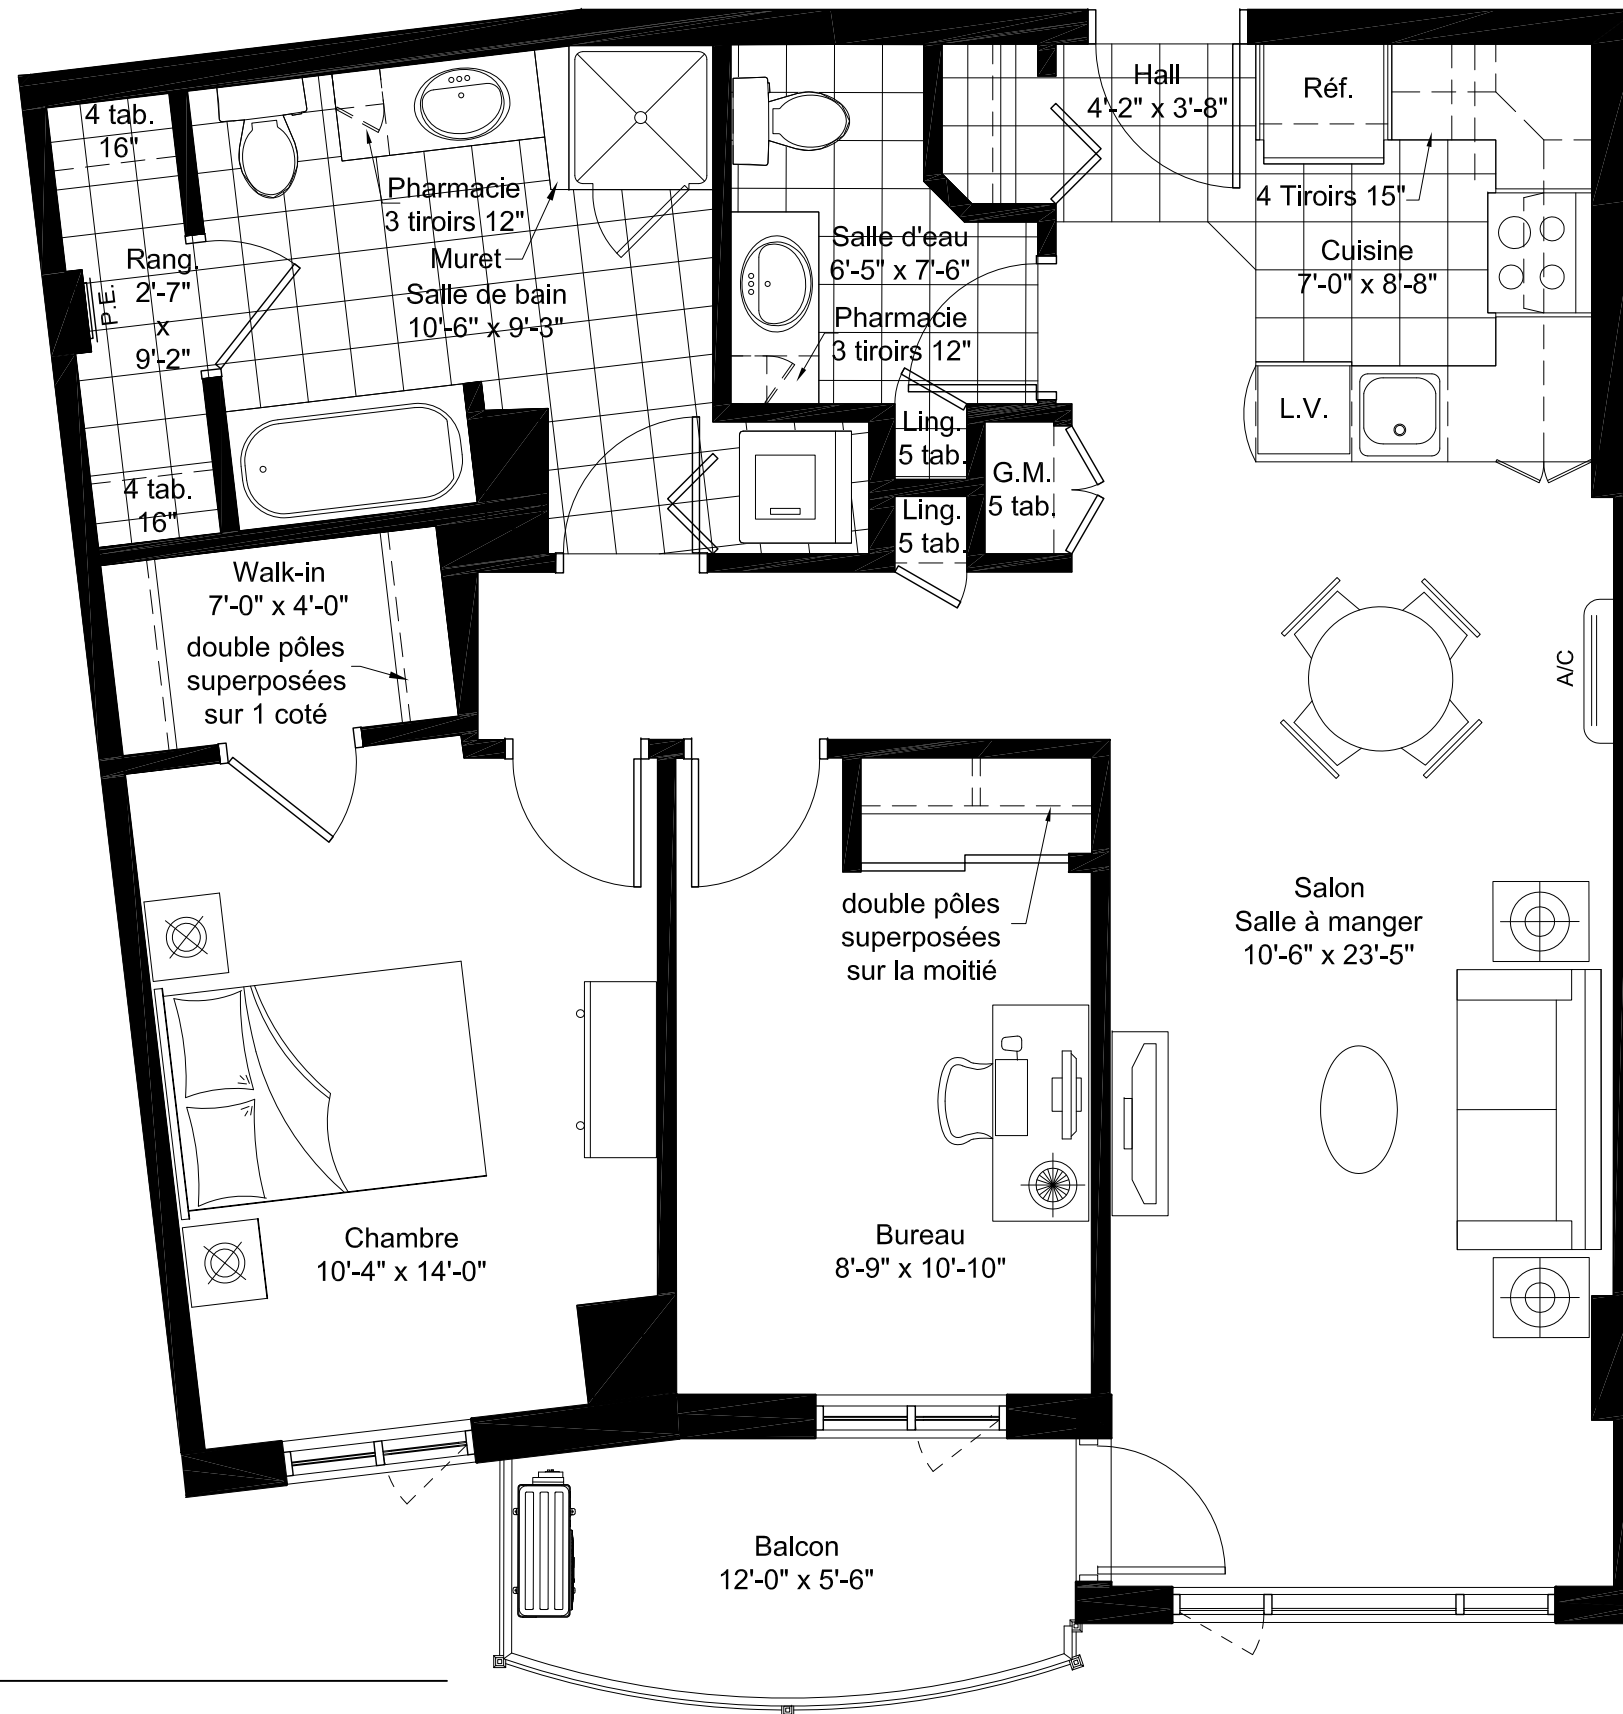 Hall
4'-2" x 3'-8"
Réf.
4 tab.
16"
Pharmacie
3 tiroirs 12"
4 Tiroirs 15"
Muret
Salle d'eau
6'-5" x 7'-6"
Cuisine
7'-0" x 8'-8"
Rang.
2'-7"
x
9'-2"
P.E.
Salle de bain
10'-6" x 9'-3"
Pharmacie
3 tiroirs 12"
L.V.
Ling.
5 tab.
G.M.
5 tab.
4 tab.
16"
Ling.
5 tab.
Walk-in
7'-0" x 4'-0"
double pôles
superposées
sur 1 coté
A/C
double pôles
superposées
sur la moitié
Salon
Salle à manger
10'-6" x 23'-5"
Chambre
10'-4" x 14'-0"
Bureau
8'-9" x 10'-10"
Balcon
12'-0" x 5'-6"